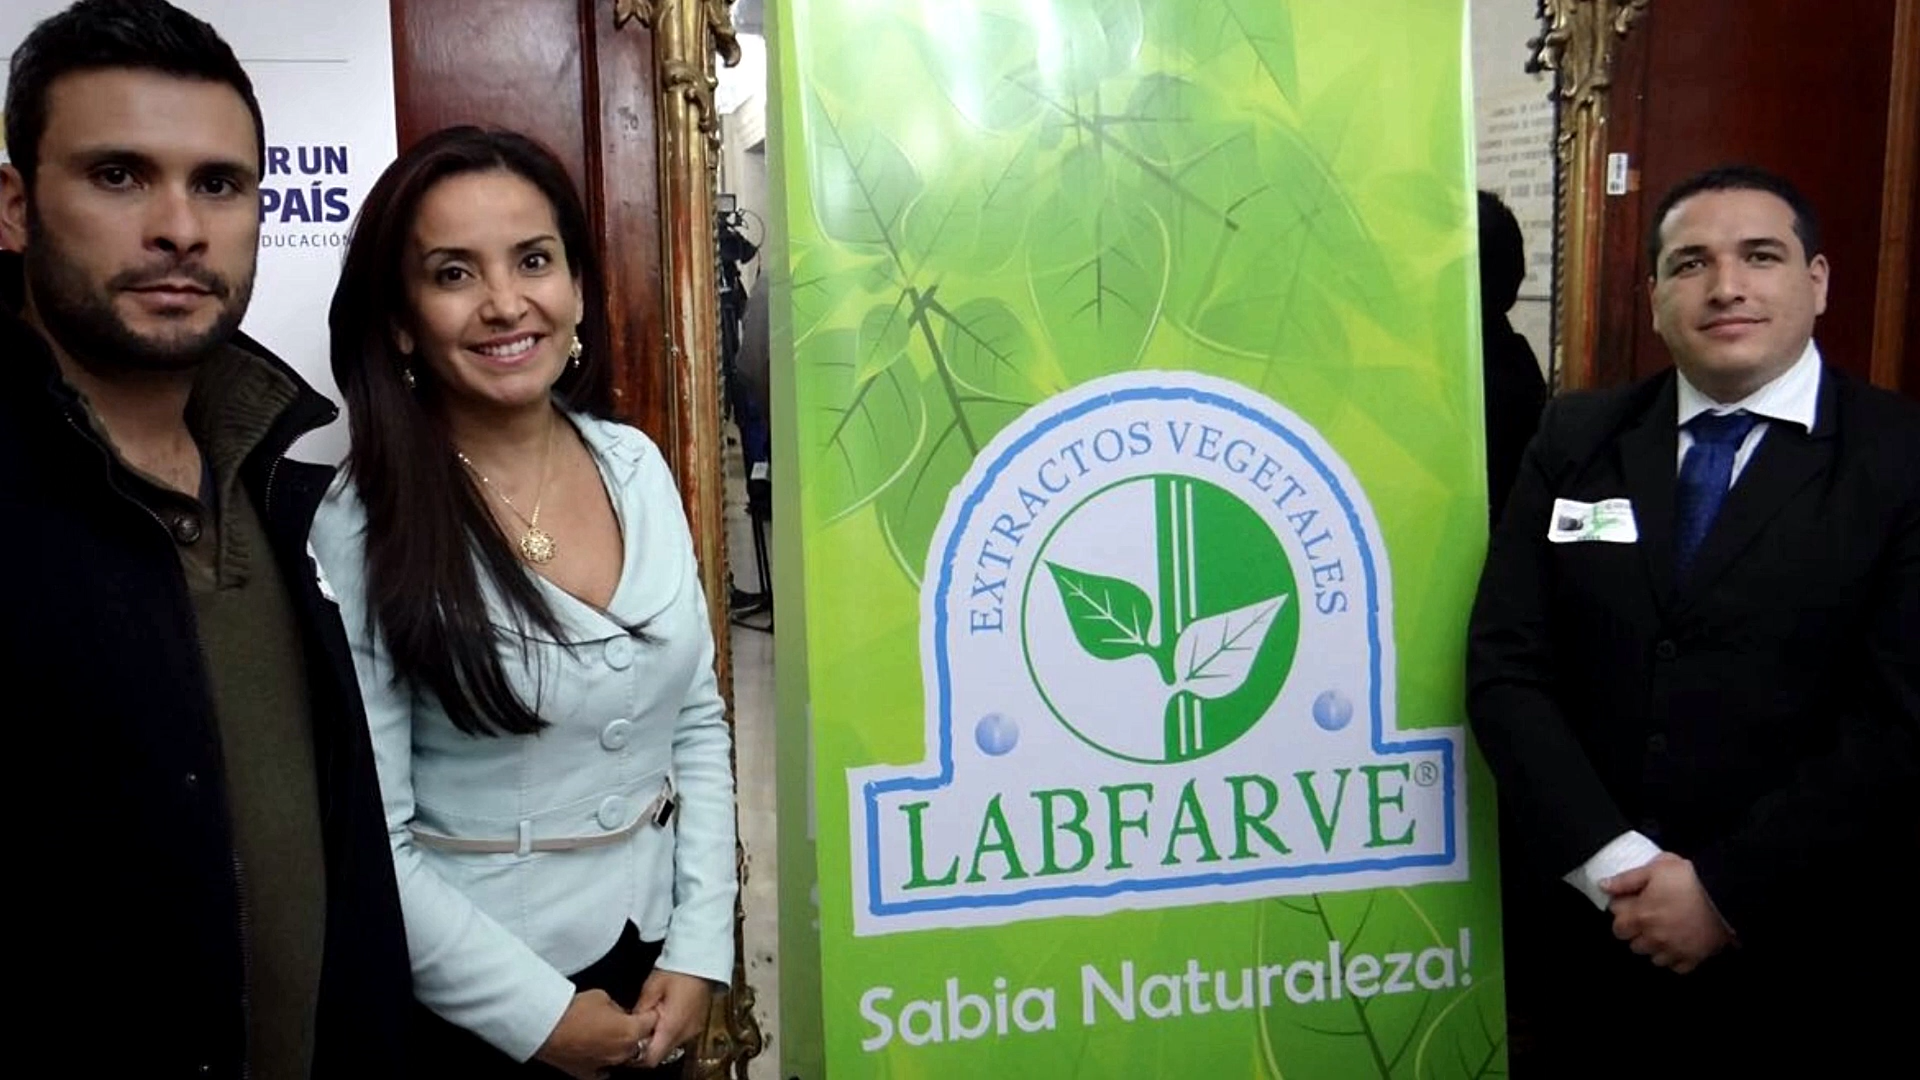 R UN
PAÍS
DUCACIÓN
EXTRACTOS VEGETALES
LABFARVE®
Sabia Naturaleza!